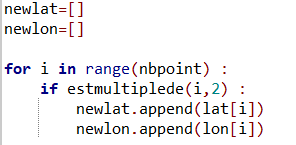 newlat=[]
newlon=[]
for i in range(nbpoint) :
    if estmultiplede(i,2) :
        newlat.append(lat[i])
        newlon.append(lon[i])